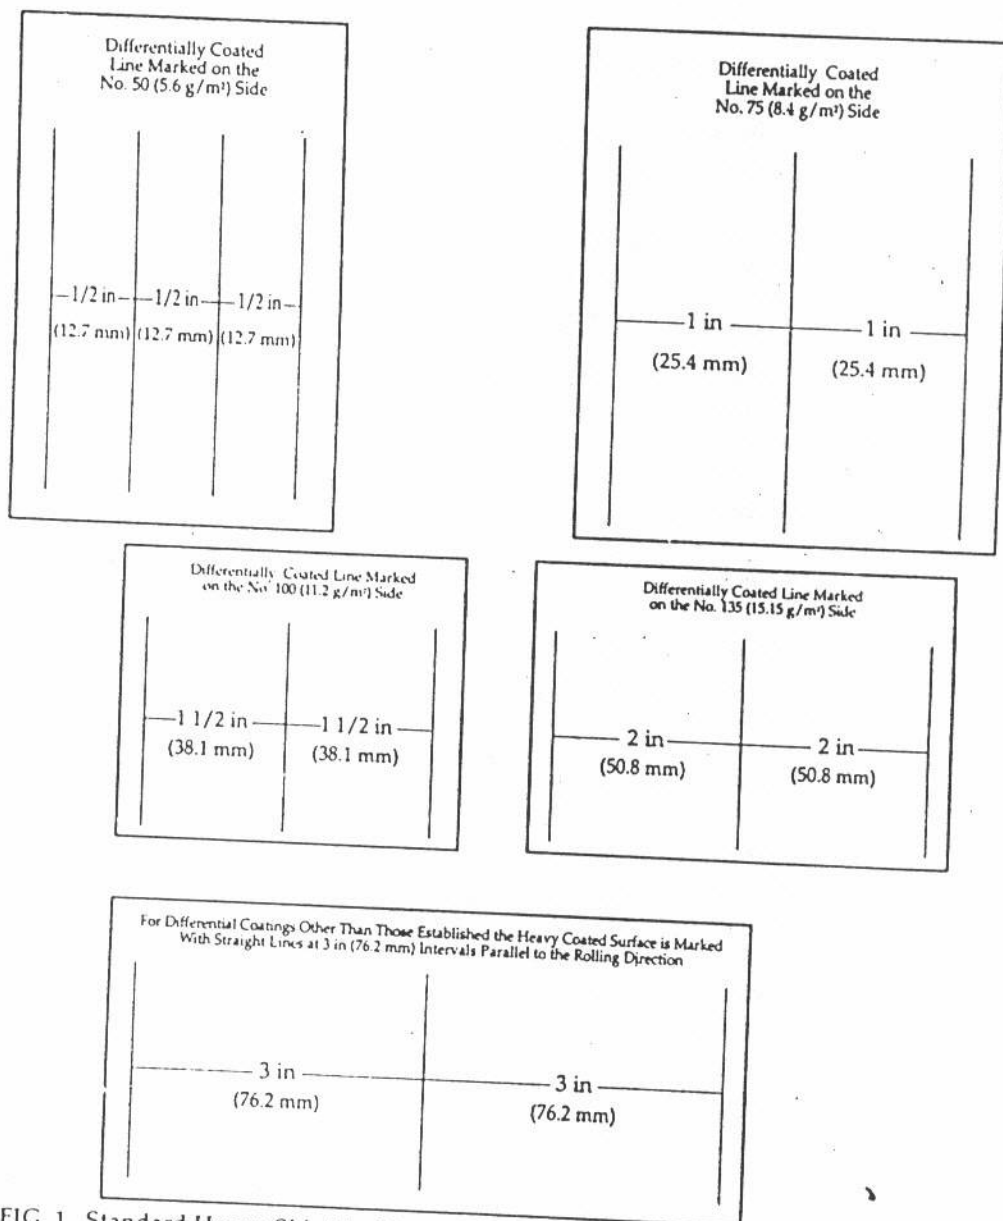 Differentially Coated
Line Marked on the
No. 50 (5.6 g/m²) Side
—1/2 in— —1/2 in— —1/2 in—
(12.7 mm) (12.7 mm) (12.7 mm)
Differentially Coated
Line Marked on the
No. 75 (8.4 g/m²) Side
1 in 1 in
(25.4 mm) (25.4 mm)
Differentially Coated Line Marked
on the No. 100 (11.2 g/m²) Side
1 1/2 in 1 1/2 in
(38.1 mm) (38.1 mm)
Differentially Coated Line Marked
on the No. 135 (15.15 g/m²) Side
2 in 2 in
(50.8 mm) (50.8 mm)
For Differential Coatings Other Than Those Established the Heavy Coated Surface is Marked
With Straight Lines at 3 in (76.2 mm) Intervals Parallel to the Rolling Direction
3 in 3 in
(76.2 mm) (76.2 mm)
FIG. 1 Standard